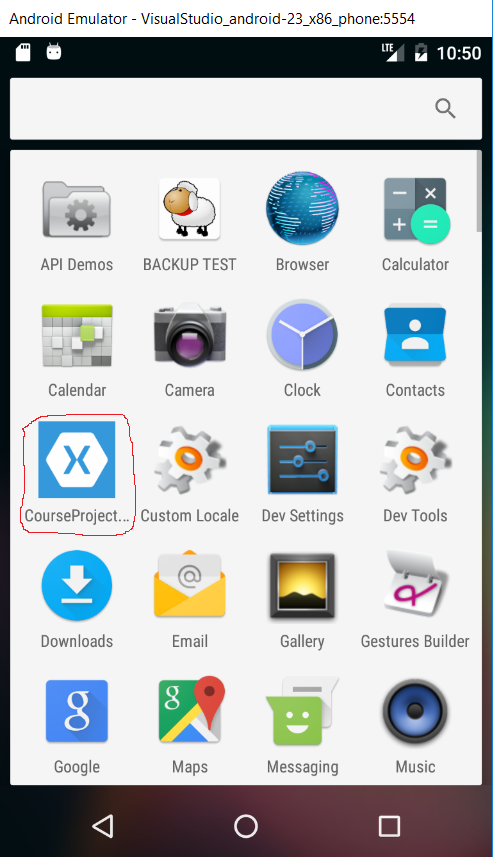 Android Emulator - VisualStudio_android-23_x86_phone:5554
LTE 10:50
API Demos BACKUP TEST Browser Calculator
Calendar Camera Clock Contacts
X
CourseProject... Custom Locale Dev Settings Dev Tools
@
Downloads Email Gallery Gestures Builder
g g
Google Maps Messaging Music